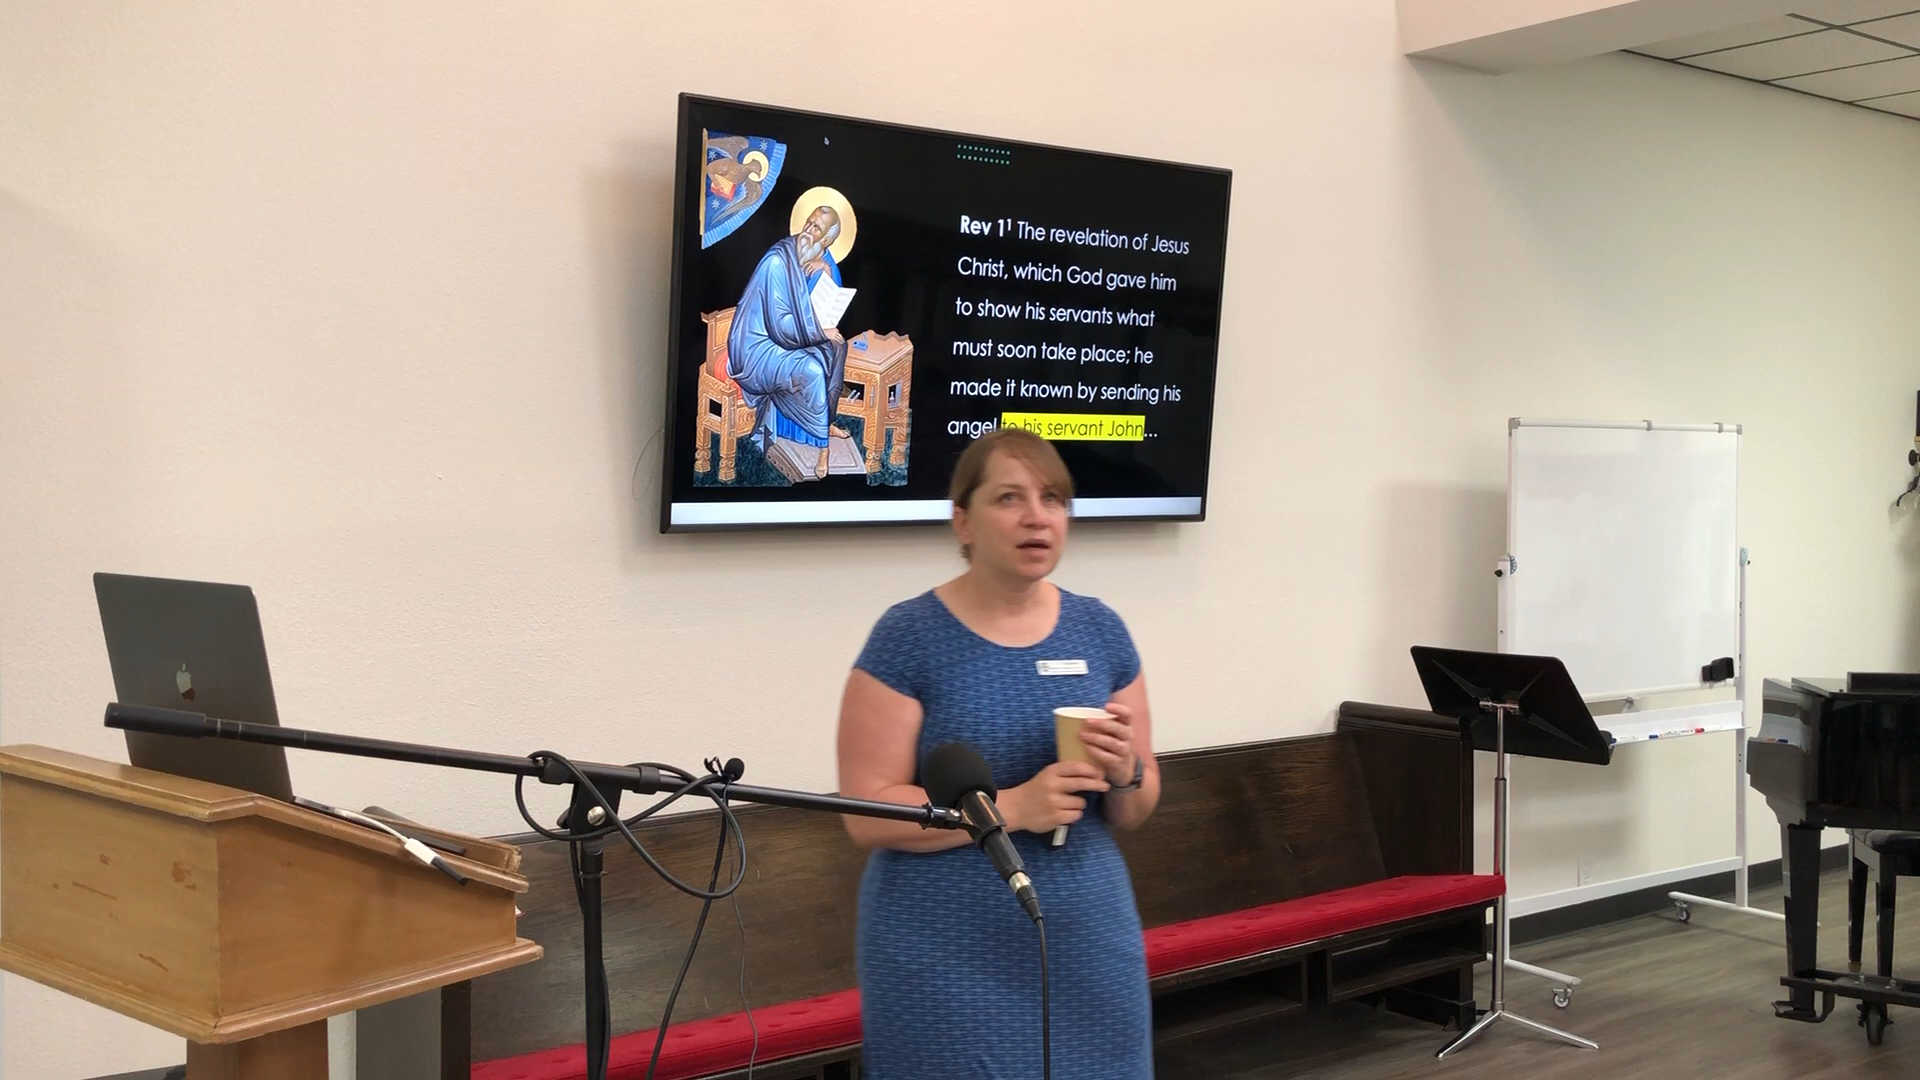 Rev 1¹ The revelation of Jesus
Christ, which God gave him
to show his servants what
must soon take place; he
made it known by sending his
angel to his servant John...